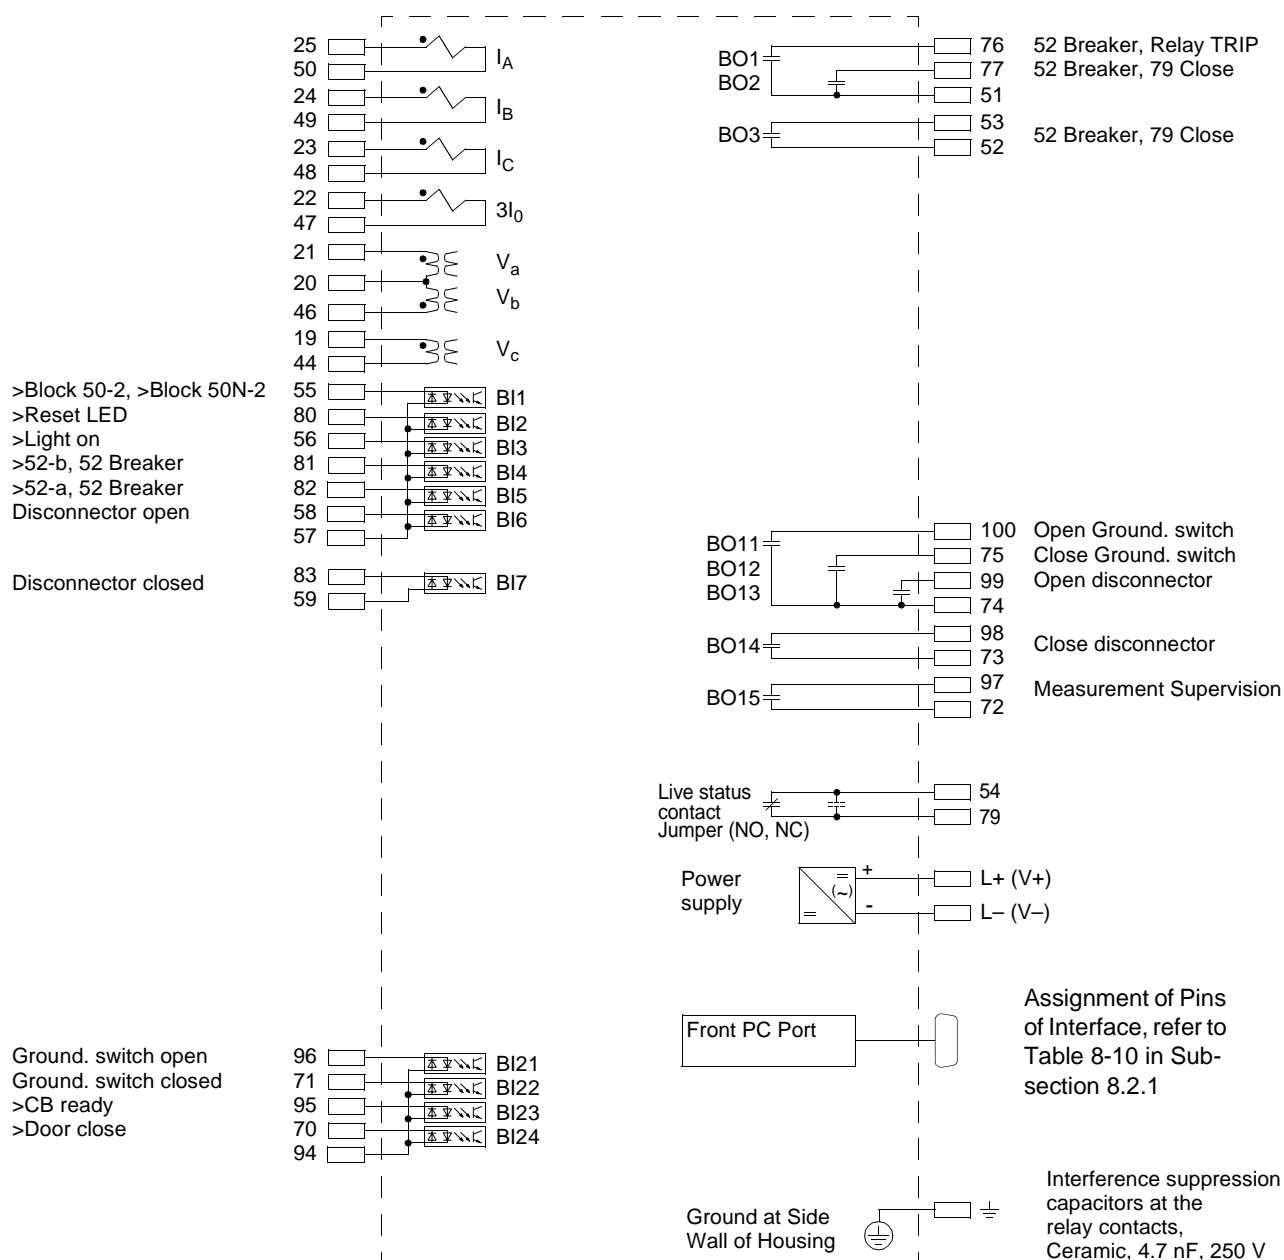 25
I_A
50
24
I_B
49
23
I_C
48
22
3I_0
47
21
V_a
20
V_b
46
19
V_c
44
>Block 50-2, >Block 50N-2 55 BI1
>Reset LED 80 BI2
>Light on 56 BI3
>52-b, 52 Breaker 81 BI4
>52-a, 52 Breaker 82 BI5
Disconnector open 58 BI6
57
Disconnector closed 83 BI7
59
Ground. switch open 96 BI21
Ground. switch closed 71 BI22
>CB ready 95 BI23
>Door close 70 BI24
94
BO1 76 52 Breaker, Relay TRIP
BO2 77 52 Breaker, 79 Close
51
53
BO3 52 Breaker, 79 Close
52
100 Open Ground. switch
BO11 75 Close Ground. switch
BO12 99 Open disconnector
BO13 74
98
BO14 Close disconnector
73
97
BO15 Measurement Supervision
72
Live status 54
contact
Jumper (NO, NC) 79
Power + L+ (V+)
(~)
supply - L– (V–)
Front PC Port
Assignment of Pins
of Interface, refer to
Table 8-10 in Sub-
section 8.2.1
Ground at Side
Wall of Housing
Interference suppression
capacitors at the
relay contacts,
Ceramic, 4.7 nF, 250 V